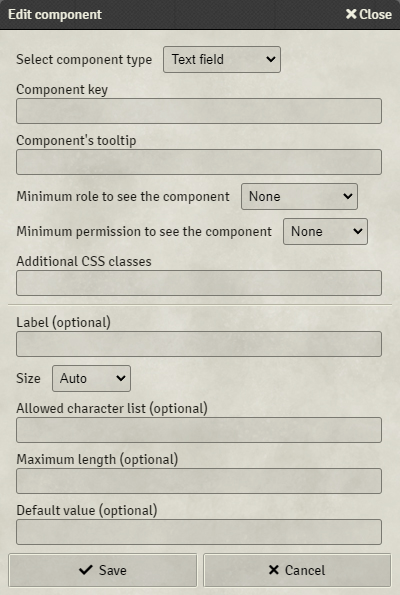 Edit component
Close
Select component type Text field
Component key
Component's tooltip
Minimum role to see the component None
Minimum permission to see the component None
Additional CSS classes
Label (optional)
Size Auto
Allowed character list (optional)
Maximum length (optional)
Default value (optional)
Save
Cancel